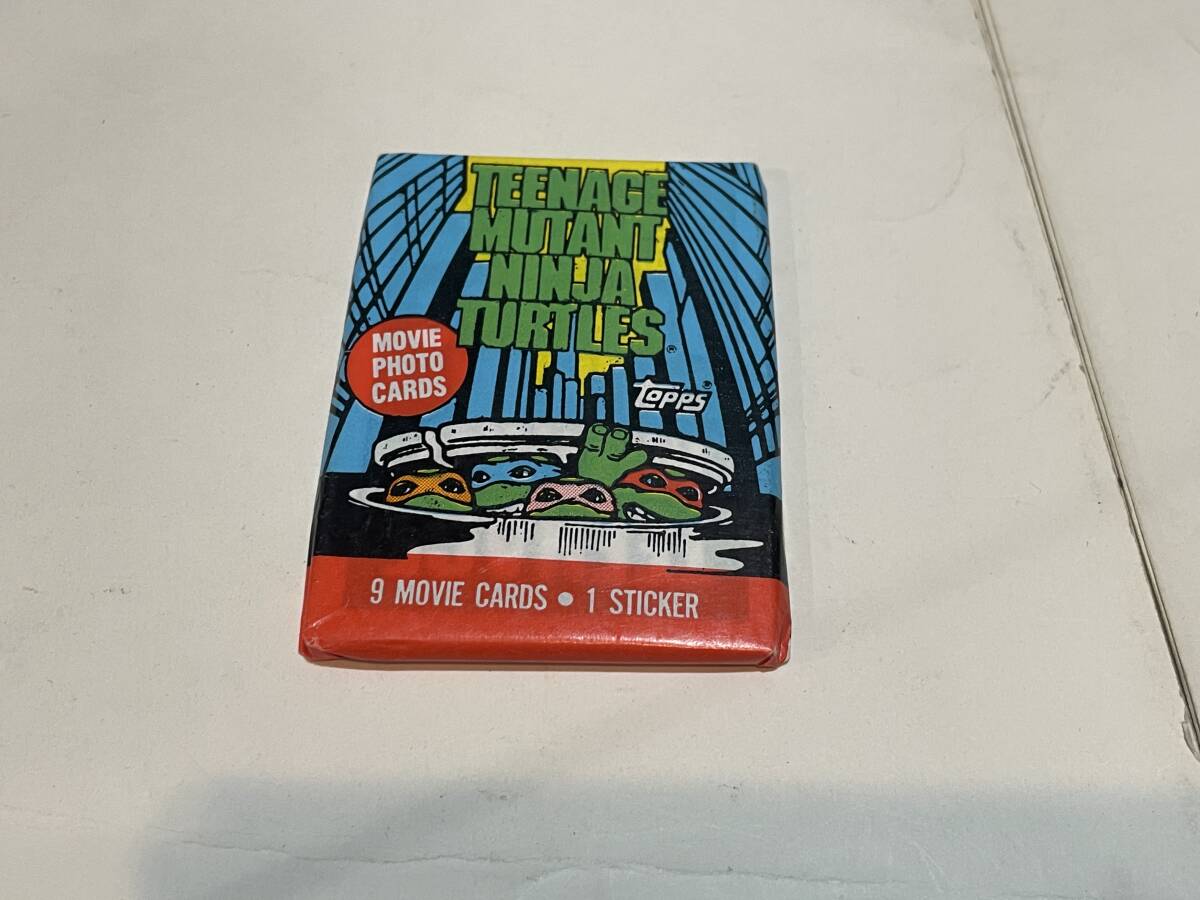 TEENAGE
MUTANT
NINJA
TURTLES®
MOVIE
PHOTO
CARDS
topps®
9 MOVIE CARDS • 1 STICKER